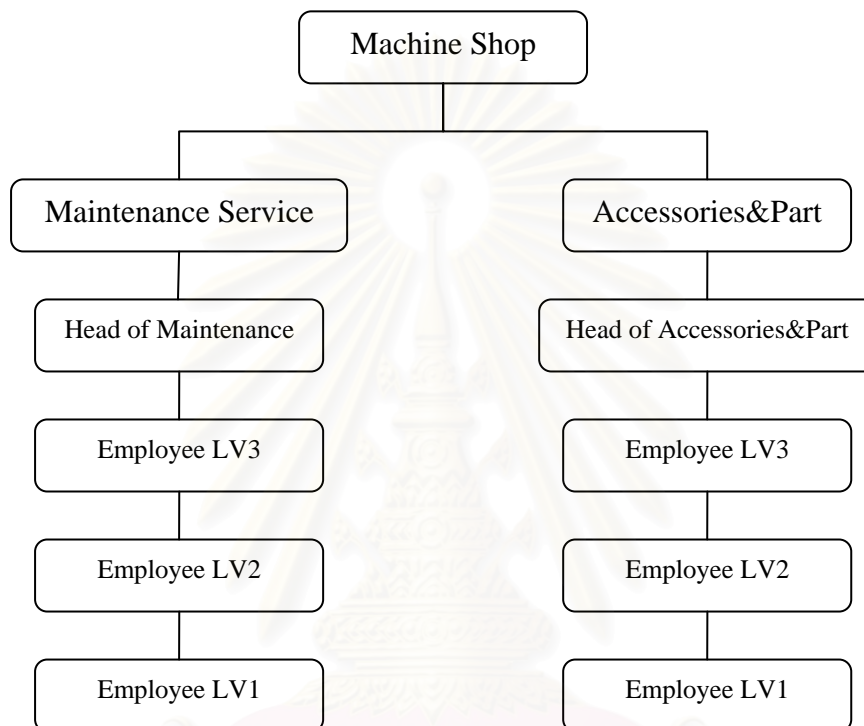 Machine Shop
Maintenance Service
Accessories&Part
Head of Maintenance
Head of Accessories&Part
Employee LV3
Employee LV3
Employee LV2
Employee LV2
Employee LV1
Employee LV1